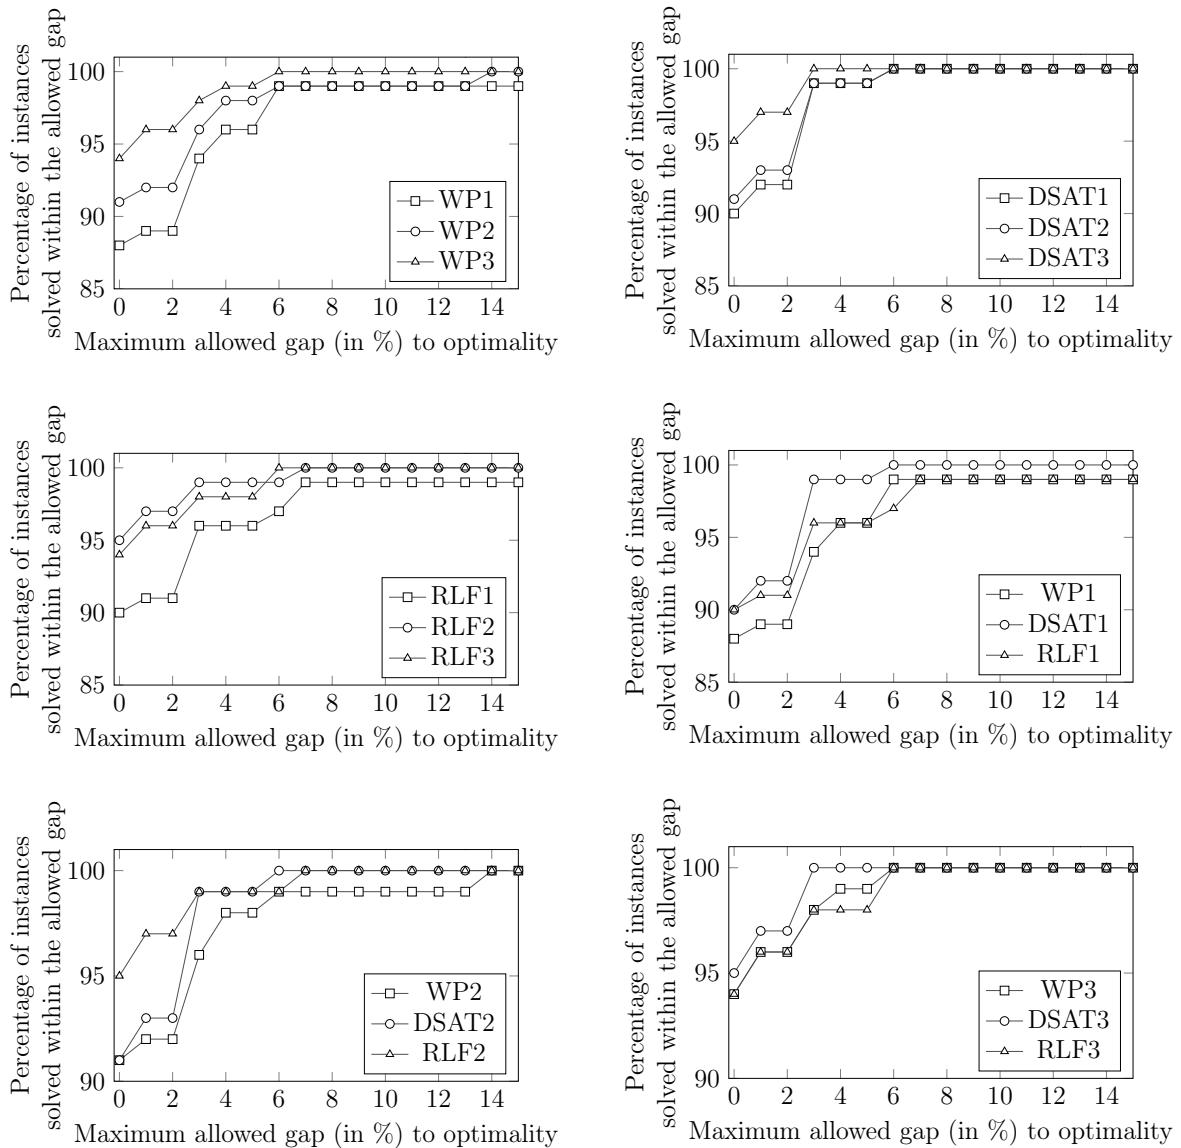 Percentage of instances
solved within the allowed gap
100
95
90
85
0 2 4 6 8 10 12 14
Maximum allowed gap (in %) to optimality
WP1
WP2
WP3
Percentage of instances
solved within the allowed gap
100
95
90
85
0 2 4 6 8 10 12 14
Maximum allowed gap (in %) to optimality
DSAT1
DSAT2
DSAT3
Percentage of instances
solved within the allowed gap
100
95
90
85
0 2 4 6 8 10 12 14
Maximum allowed gap (in %) to optimality
RLF1
RLF2
RLF3
Percentage of instances
solved within the allowed gap
100
95
90
85
0 2 4 6 8 10 12 14
Maximum allowed gap (in %) to optimality
WP1
DSAT1
RLF1
Percentage of instances
solved within the allowed gap
100
95
90
0 2 4 6 8 10 12 14
Maximum allowed gap (in %) to optimality
WP2
DSAT2
RLF2
Percentage of instances
solved within the allowed gap
100
95
90
0 2 4 6 8 10 12 14
Maximum allowed gap (in %) to optimality
WP3
DSAT3
RLF3